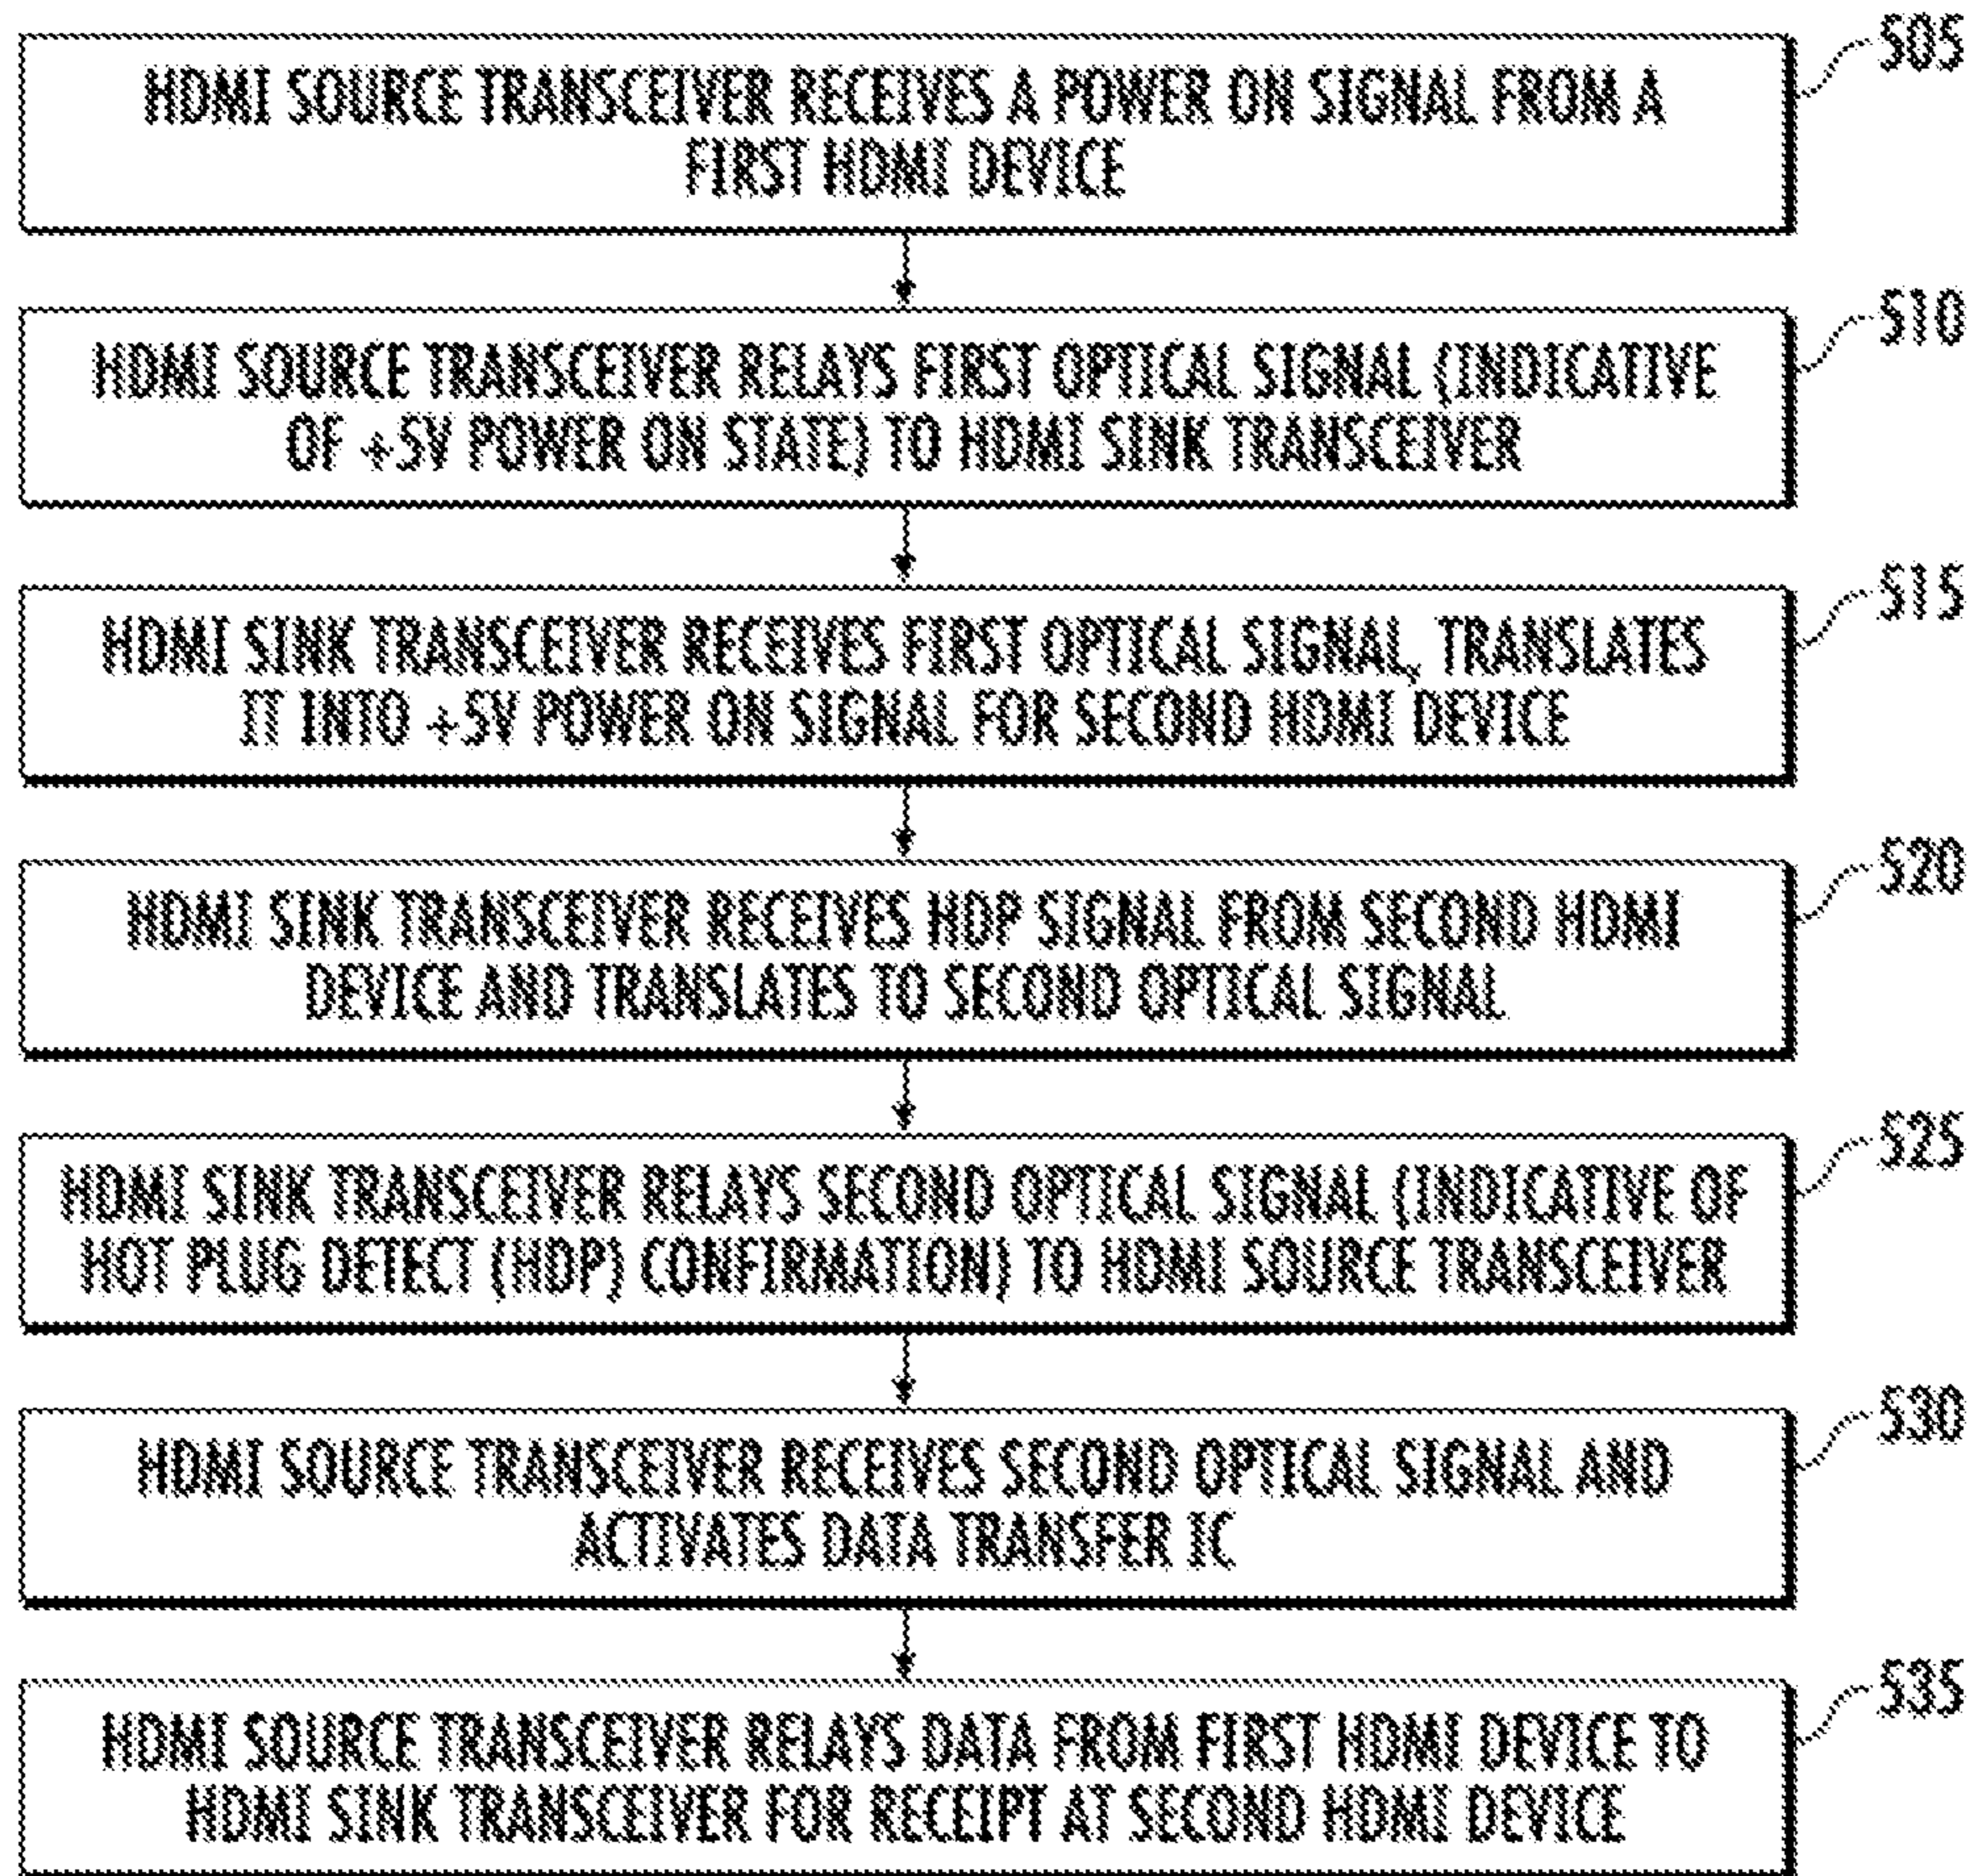 HDMI SOURCE TRANSCEIVER RECEIVES A POWER ON SIGNAL FROM A
FIRST HDMI DEVICE
S05
HDMI SOURCE TRANSCEIVER RELAYS FIRST OPTICAL SIGNAL (INDICATIVE
OF +5V POWER ON STATE) TO HDMI SINK TRANSCEIVER
S10
HDMI SINK TRANSCEIVER RECEIVES FIRST OPTICAL SIGNAL, TRANSLATES
IT INTO +5V POWER ON SIGNAL FOR SECOND HDMI DEVICE
S15
HDMI SINK TRANSCEIVER RECEIVES HDP SIGNAL FROM SECOND HDMI
DEVICE AND TRANSLATES TO SECOND OPTICAL SIGNAL
S20
HDMI SINK TRANSCEIVER RELAYS SECOND OPTICAL SIGNAL (INDICATIVE OF
HOT PLUG DETECT (HDP) CONFIRMATION) TO HDMI SOURCE TRANSCEIVER
S25
HDMI SOURCE TRANSCEIVER RECEIVES SECOND OPTICAL SIGNAL AND
ACTIVATES DATA TRANSFER IC
S30
HDMI SOURCE TRANSCEIVER RELAYS DATA FROM FIRST HDMI DEVICE TO
HDMI SINK TRANSCEIVER FOR RECEIPT AT SECOND HDMI DEVICE
S35